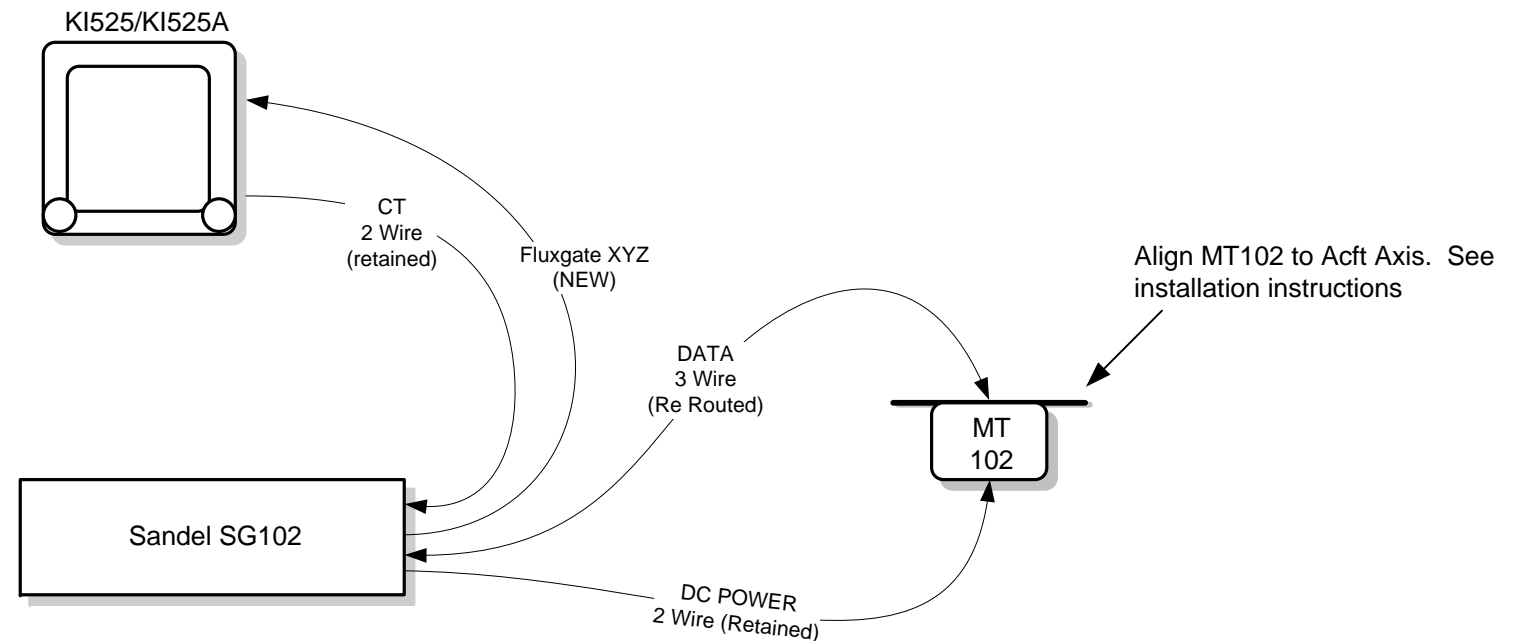 KI525/KI525A
CT
2 Wire
(retained)
Fluxgate XYZ
(NEW)
Align MT102 to Acft Axis.  See
installation instructions
DATA
3 Wire
(Re Routed)
MT
102
Sandel SG102
DC POWER
2 Wire (Retained)